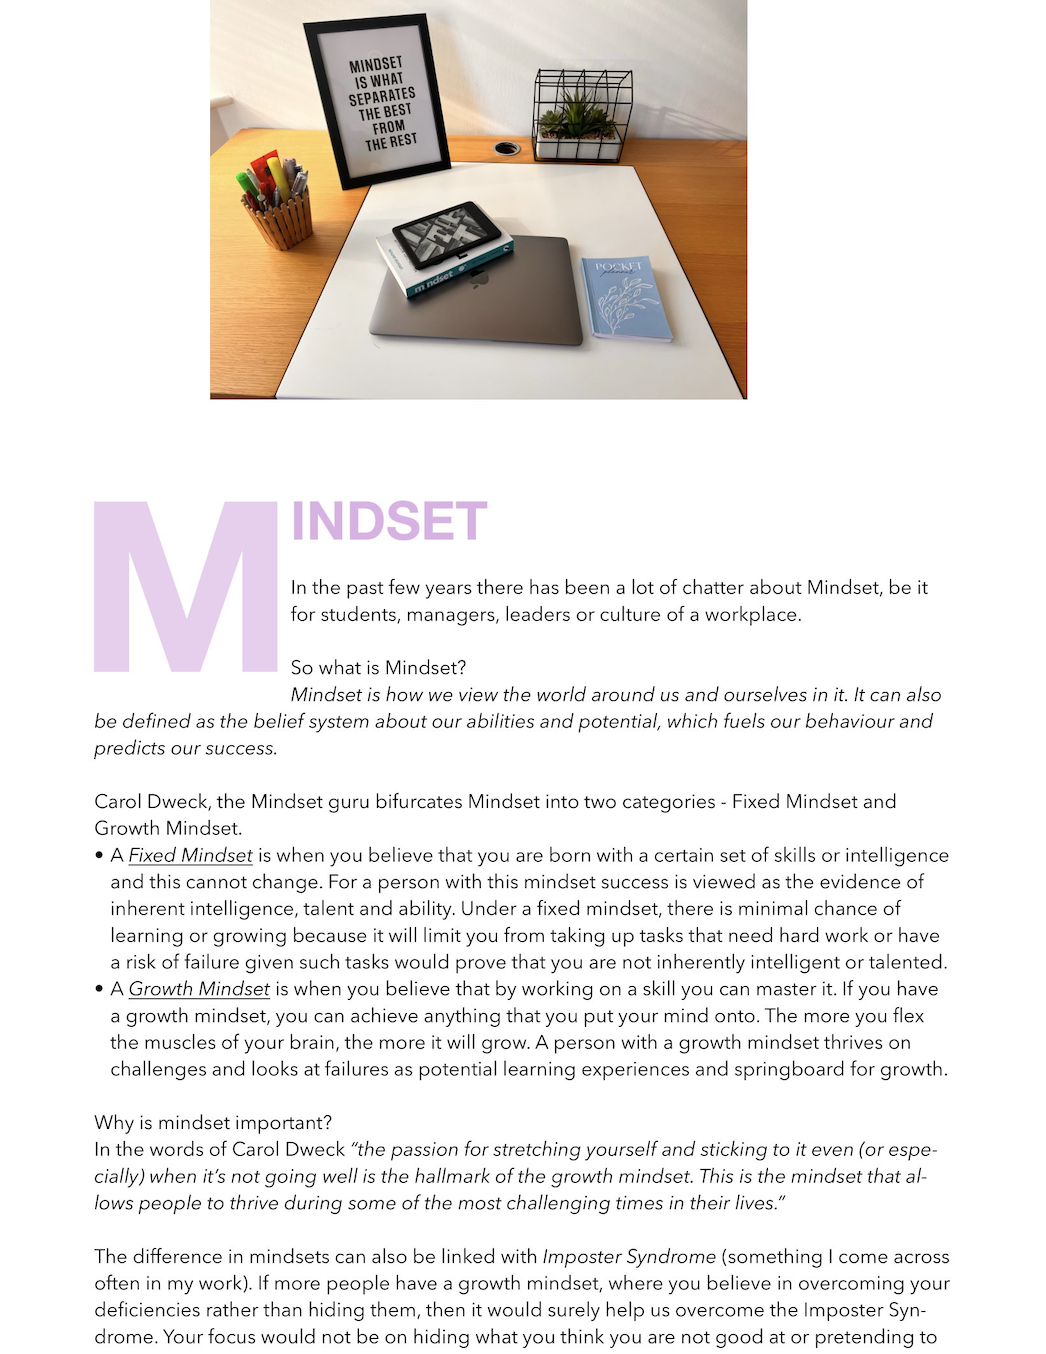 MINDSET
IS WHAT
SEPARATES
THE BEST
FROM
THE REST
mindset
POCKET
planner
MINDSET
In the past few years there has been a lot of chatter about Mindset, be it
for students, managers, leaders or culture of a workplace.
So what is Mindset?
Mindset is how we view the world around us and ourselves in it. It can also
be defined as the belief system about our abilities and potential, which fuels our behaviour and
predicts our success.
Carol Dweck, the Mindset guru bifurcates Mindset into two categories - Fixed Mindset and
Growth Mindset.
• A Fixed Mindset is when you believe that you are born with a certain set of skills or intelligence
and this cannot change. For a person with this mindset success is viewed as the evidence of
inherent intelligence, talent and ability. Under a fixed mindset, there is minimal chance of
learning or growing because it will limit you from taking up tasks that need hard work or have
a risk of failure given such tasks would prove that you are not inherently intelligent or talented.
• A Growth Mindset is when you believe that by working on a skill you can master it. If you have
a growth mindset, you can achieve anything that you put your mind onto. The more you flex
the muscles of your brain, the more it will grow. A person with a growth mindset thrives on
challenges and looks at failures as potential learning experiences and springboard for growth.
Why is mindset important?
In the words of Carol Dweck “the passion for stretching yourself and sticking to it even (or espe-
cially) when it’s not going well is the hallmark of the growth mindset. This is the mindset that al-
lows people to thrive during some of the most challenging times in their lives.”
The difference in mindsets can also be linked with Imposter Syndrome (something I come across
often in my work). If more people have a growth mindset, where you believe in overcoming your
deficiencies rather than hiding them, then it would surely help us overcome the Imposter Syn-
drome. Your focus would not be on hiding what you think you are not good at or pretending to